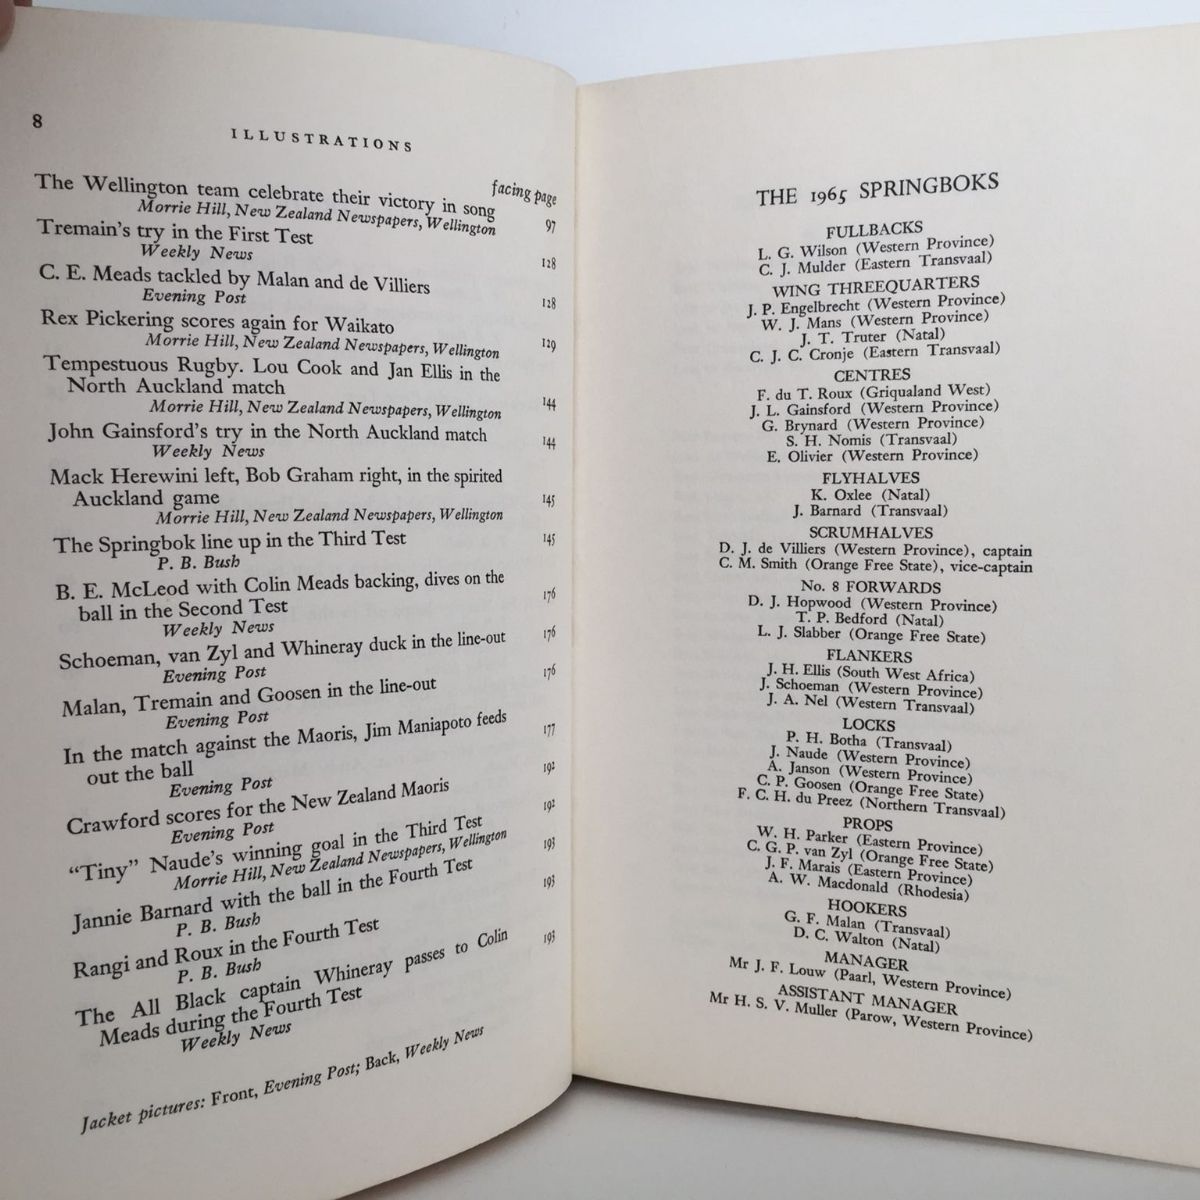 8
ILLUSTRATIONS
facing page
The Wellington team celebrate their victory in song 97
Morrie Hill, New Zealand Newspapers, Wellington
Tremain's try in the First Test 128
Weekly News
C. E. Meads tackled by Malan and de Villiers 128
Evening Post
Rex Pickering scores again for Waikato 129
Morrie Hill, New Zealand Newspapers, Wellington
Tempestuous Rugby. Lou Cook and Jan Ellis in the
North Auckland match 144
Morrie Hill, New Zealand Newspapers, Wellington
John Gainsford's try in the North Auckland match 144
Weekly News
Mack Herewini left, Bob Graham right, in the spirited
Auckland game 145
Morrie Hill, New Zealand Newspapers, Wellington
The Springbok line up in the Third Test 145
P. B. Bush
B. E. McLeod with Colin Meads backing, dives on the
ball in the Second Test 176
Weekly News
Schoeman, van Zyl and Whineray duck in the line-out 176
Evening Post
Malan, Tremain and Goosen in the line-out 176
Evening Post
In the match against the Maoris, Jim Maniapoto feeds
out the ball 177
Evening Post
Crawford scores for the New Zealand Maoris 192
Evening Post
"Tiny" Naude's winning goal in the Third Test 192
Morrie Hill, New Zealand Newspapers, Wellington
Jannie Barnard with the ball in the Fourth Test 193
P. B. Bush
Rangi and Roux in the Fourth Test 193
P. B. Bush
The All Black captain Whineray passes to Colin
Meads during the Fourth Test 193
Weekly News
Jacket pictures: Front, Evening Post; Back, Weekly News
THE 1965 SPRINGBOKS
FULLBACKS
L. G. Wilson (Western Province)
C. J. Mulder (Eastern Transvaal)
WING THREEQUARTERS
J. P. Engelbrecht (Western Province)
W. J. Mans (Western Province)
J. T. Truter (Natal)
C. J. C. Cronje (Eastern Transvaal)
CENTRES
F. du T. Roux (Griqualand West)
J. L. Gainsford (Western Province)
G. Brynard (Western Province)
S. H. Nomis (Transvaal)
E. Olivier (Western Province)
FLYHALVES
K. Oxlee (Natal)
J. Barnard (Transvaal)
SCRUMHALVES
D. J. de Villiers (Western Province), captain
C. M. Smith (Orange Free State), vice-captain
No. 8 FORWARDS
D. J. Hopwood (Western Province)
T. P. Bedford (Natal)
L. J. Slabber (Orange Free State)
FLANKERS
J. H. Ellis (South West Africa)
J. Schoeman (Western Province)
J. A. Nel (Western Transvaal)
LOCKS
P. H. Botha (Transvaal)
J. Naude (Western Province)
A. Janson (Western Province)
C. P. Goosen (Orange Free State)
F. C. H. du Preez (Northern Transvaal)
PROPS
W. H. Parker (Eastern Province)
C. G. P. van Zyl (Orange Free State)
J. F. Marais (Eastern Province)
A. W. Macdonald (Rhodesia)
HOOKERS
G. F. Malan (Transvaal)
D. C. Walton (Natal)
MANAGER
Mr J. F. Louw (Paarl, Western Province)
ASSISTANT MANAGER
Mr H. S. V. Muller (Parow, Western Province)